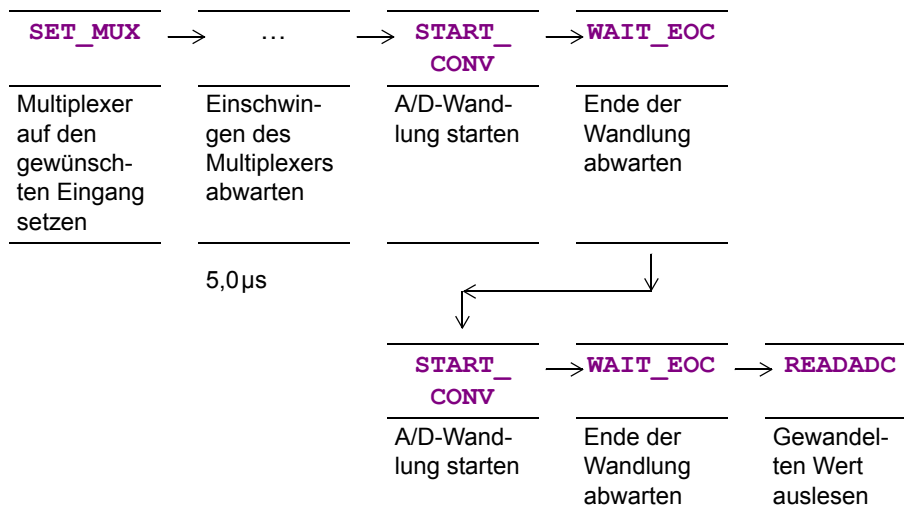 SET_MUX … START_ WAIT_EOC
CONV
Multiplexer Einschwin- A/D-Wand- Ende der
auf den gen des lung starten Wandlung
gewünsch- Multiplexers abwarten
ten Eingang abwarten
setzen
5,0µs
START_ WAIT_EOC READADC
CONV
A/D-Wand- Ende der Gewandel-
lung starten Wandlung ten Wert
abwarten auslesen